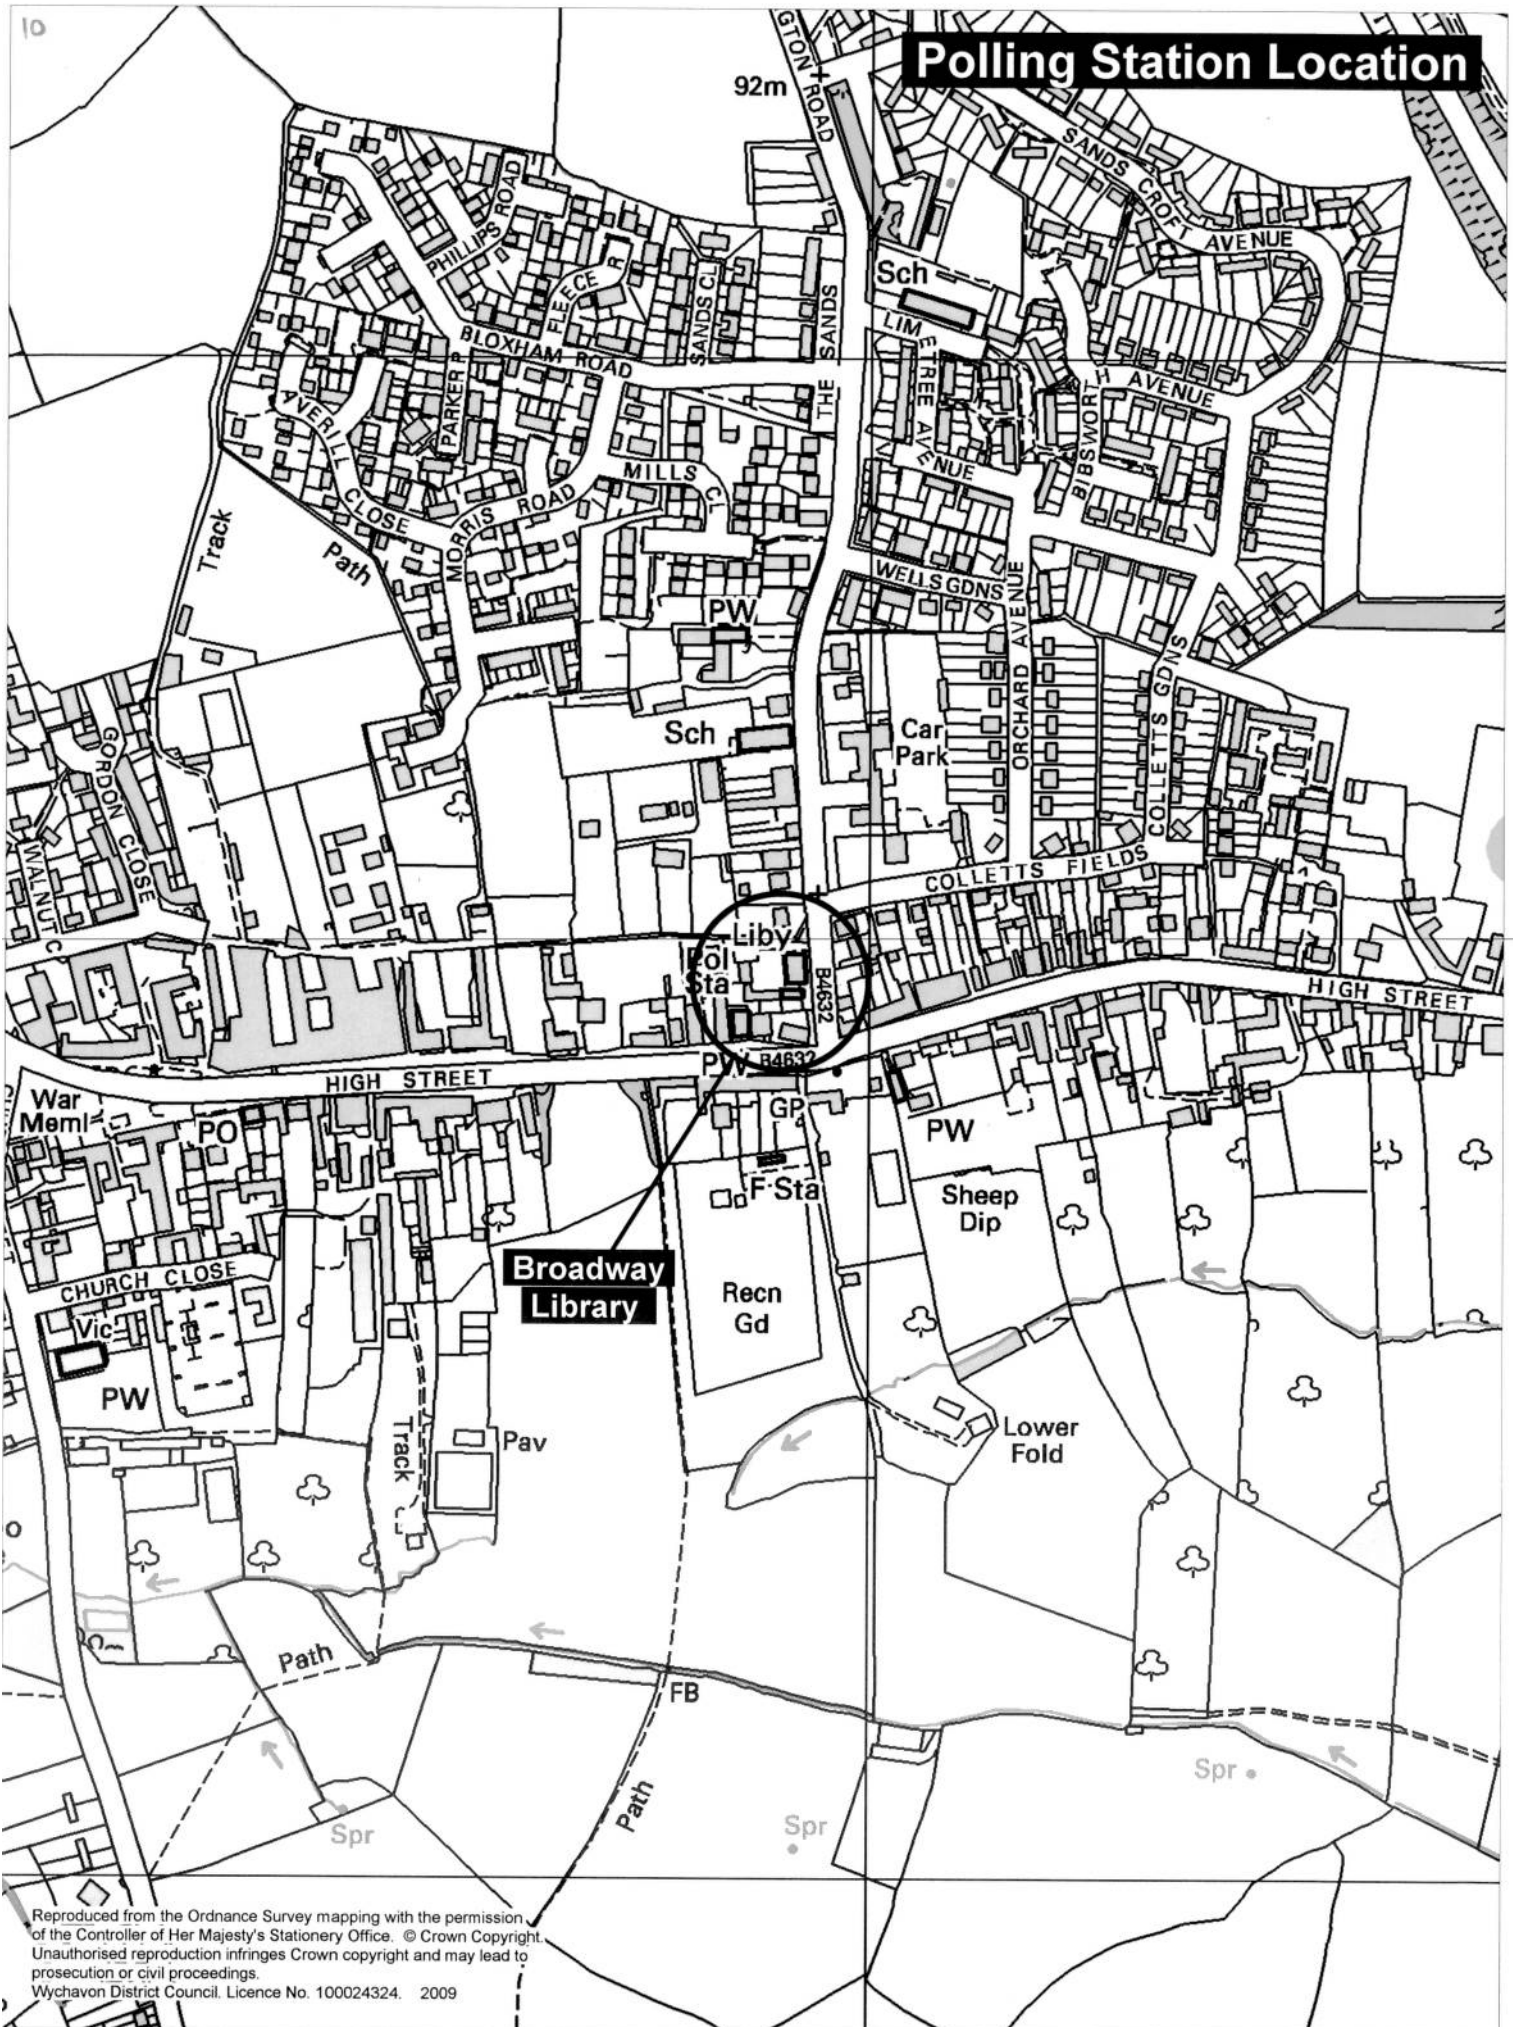 10
Polling Station Location
92m
GTON ROAD
SANDS CROFT AVENUE
PHILLIPS ROAD
FLEECE R
SANDS CL
Sch
THE SANDS
LIMETREE AVENUE
BLOXHAM ROAD
PARKER R
BIBSWORTH AVENUE
AVERILL CLOSE
MILLS CL
MORRIS ROAD
Track
Path
WELLS GDNS
PW
ORCHARD AVENUE
COLLETTS GDNS
Sch
Car
Park
GORDON CLOSE
WALNUT C
COLLETTS FIELDS
Liby
Pol
Sta
B4632
HIGH STREET
PW
B4632
HIGH STREET
War
Meml
PO
GP
PW
F Sta
Sheep
Dip
Broadway
Library
CHURCH CLOSE
Recn
Gd
Vic
PW
Track
Pav
Lower
Fold
Path
FB
Spr
Path
Spr
Spr
Reproduced from the Ordnance Survey mapping with the permission
of the Controller of Her Majesty's Stationery Office. © Crown Copyright.
Unauthorised reproduction infringes Crown copyright and may lead to
prosecution or civil proceedings.
Wychavon District Council. Licence No. 100024324. 2009